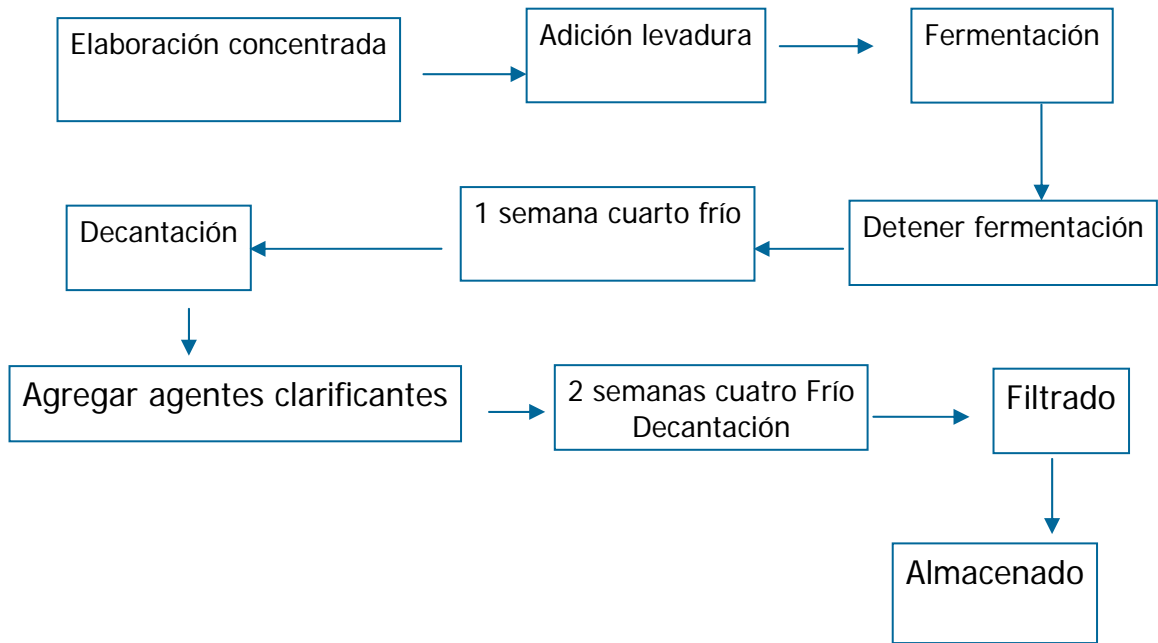 Elaboración concentrada
Adición levadura
Fermentación
Detener fermentación
1 semana cuarto frío
Decantación
Agregar agentes clarificantes
2 semanas cuatro Frío
Decantación
Filtrado
Almacenado